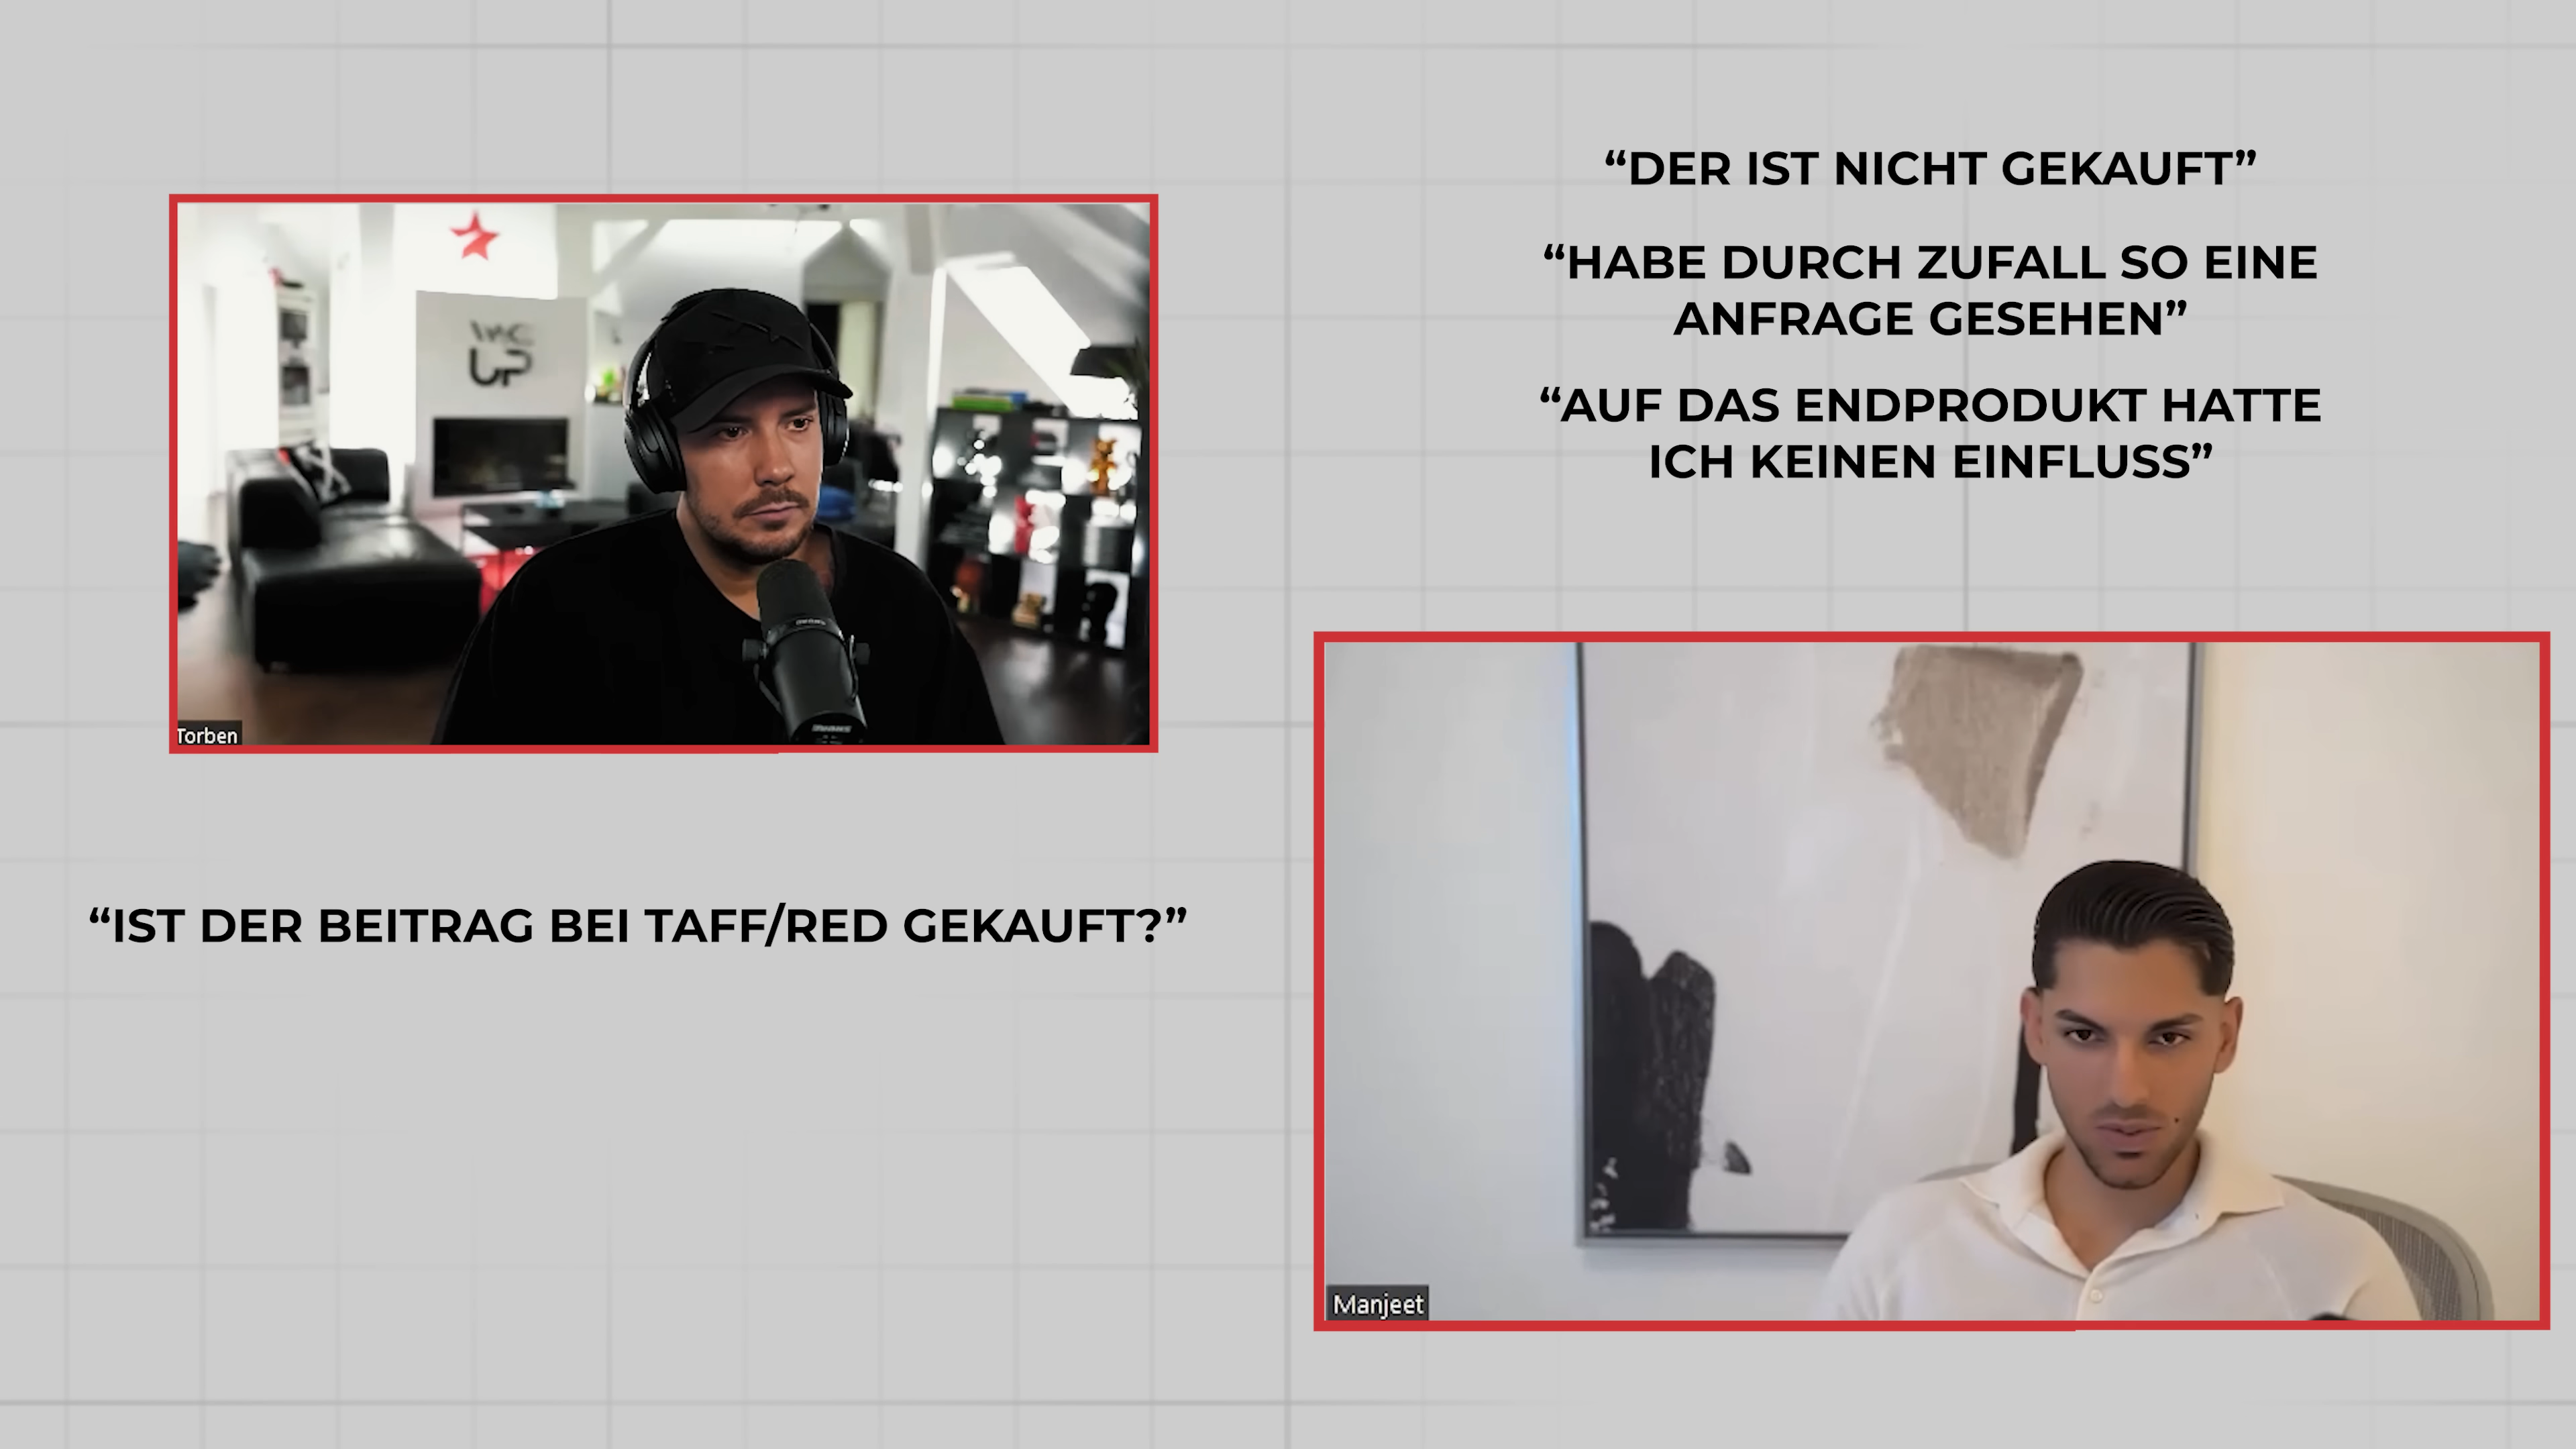 “DER IST NICHT GEKAUFT”
“HABE DURCH ZUFALL SO EINE
ANFRAGE GESEHEN”
“AUF DAS ENDPRODUKT HATTE
ICH KEINEN EINFLUSS”
UP
Torben
“IST DER BEITRAG BEI TAFF/RED GEKAUFT?”
Manjeet